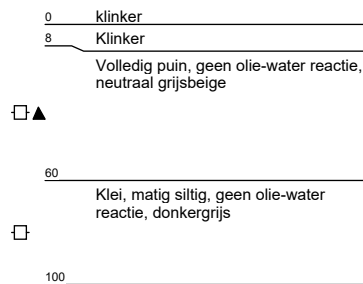 0 klinker
8 Klinker
Volledig puin, geen olie-water reactie,
neutraal grijsbeige
60
Klei, matig siltig, geen olie-water
reactie, donkergrijs
100